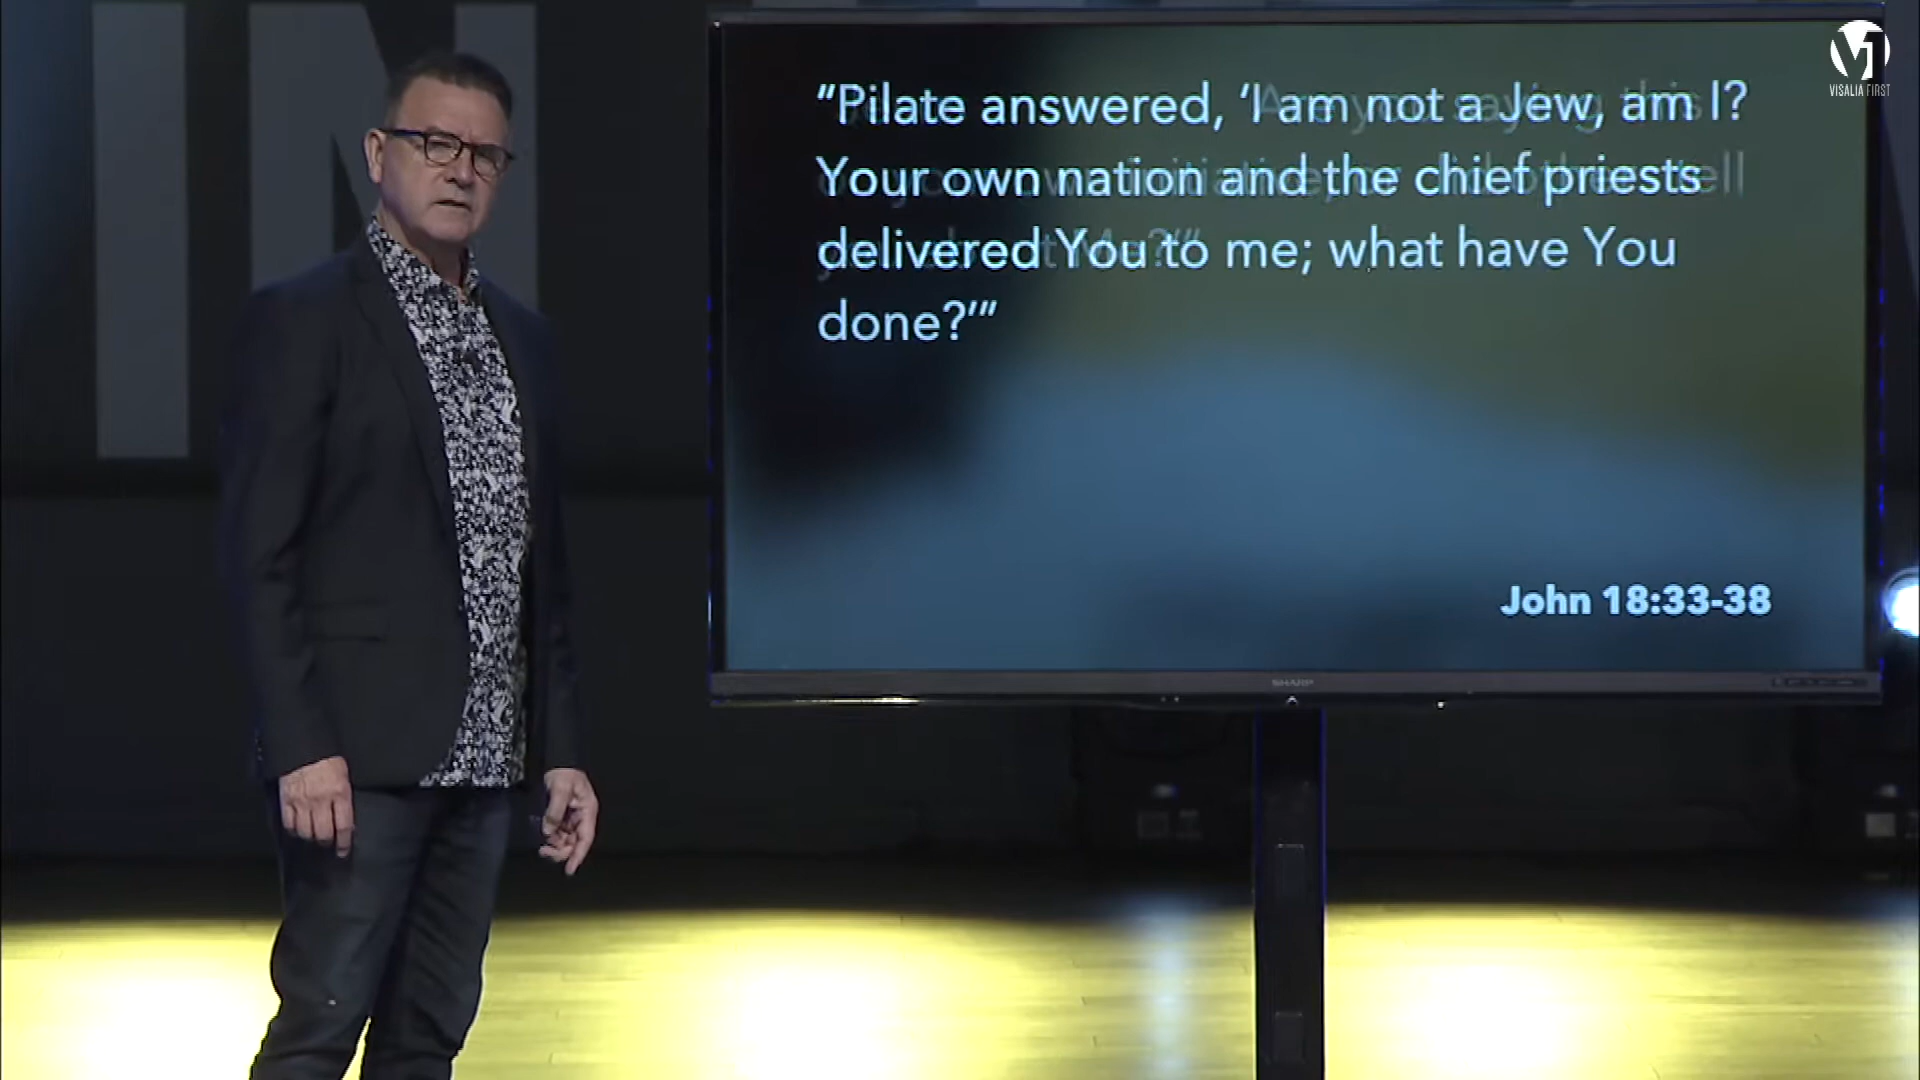 IN
VISALIA FIRST
“Pilate answered, ‘I am not a Jew, am I?
Your own nation and the chief priests
delivered You to me; what have You
done?’”
John 18:33-38
SHARP